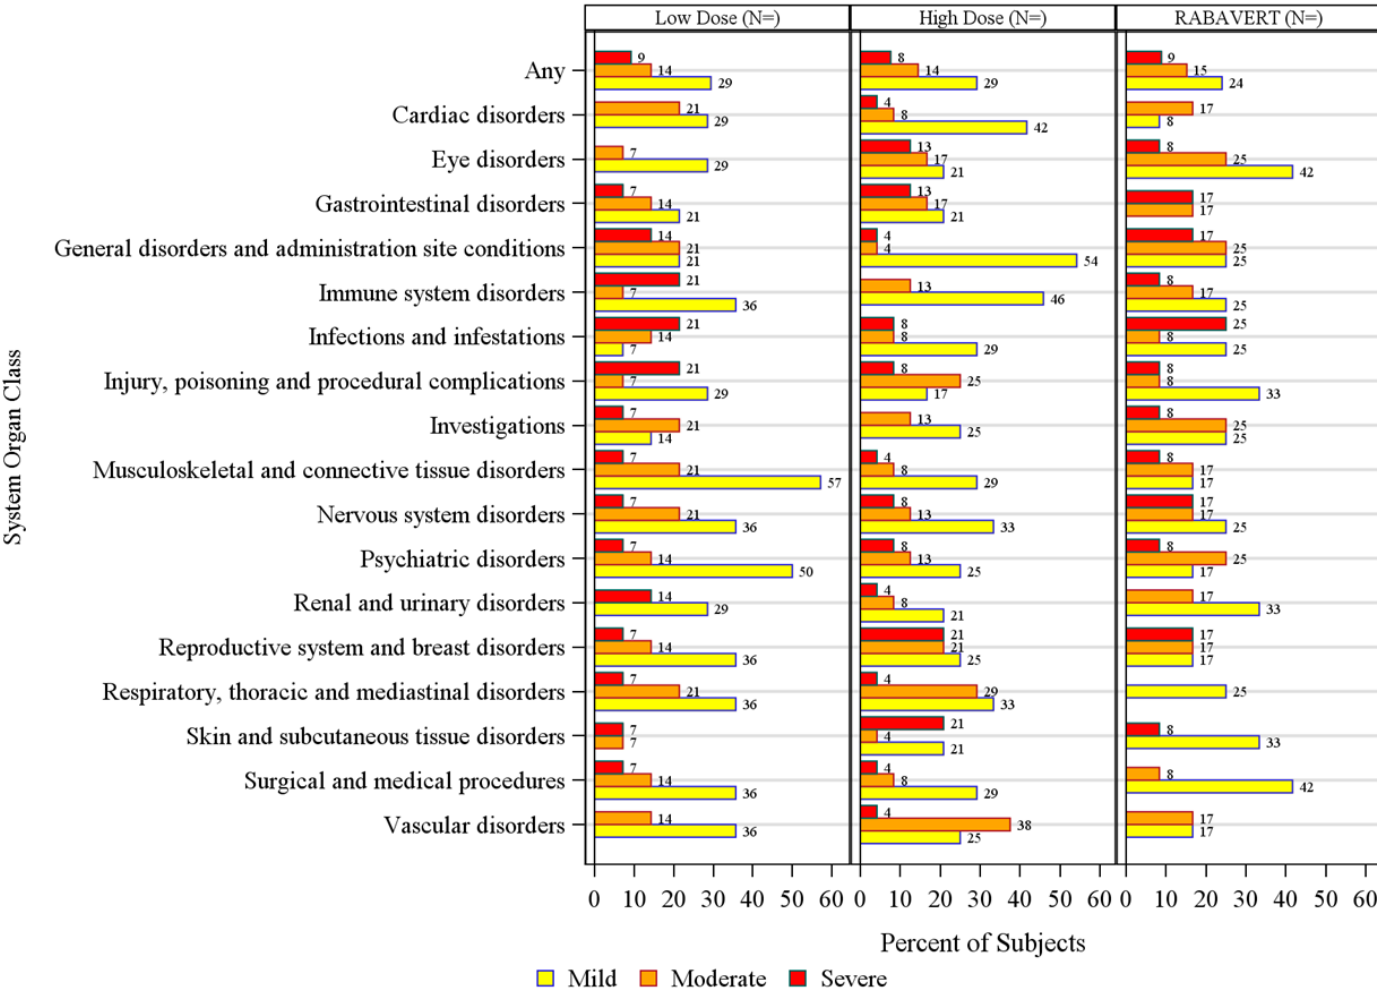 Low Dose (N=) High Dose (N=) RABAVERT (N=)
System Organ Class
Any 9 14 29 8 14 29 9 15 24
Cardiac disorders 21 29 4 8 42 17 8
Eye disorders 7 29 13 17 21 8 25 42
Gastrointestinal disorders 7 14 21 13 17 21 17 17
General disorders and administration site conditions 14 21 21 4 4 54 17 25 25
Immune system disorders 21 7 36 13 46 8 17 25
Infections and infestations 21 14 7 8 8 29 25 8 25
Injury, poisoning and procedural complications 21 7 29 8 25 17 8 8 33
Investigations 7 21 14 13 25 8 25 25
Musculoskeletal and connective tissue disorders 7 21 57 4 8 29 8 17 17
Nervous system disorders 7 21 36 8 13 33 17 17 25
Psychiatric disorders 7 14 50 8 13 25 8 25 17
Renal and urinary disorders 14 29 4 8 21 17 33
Reproductive system and breast disorders 7 14 36 21 21 25 17 17 17
Respiratory, thoracic and mediastinal disorders 7 21 36 4 29 33 25
Skin and subcutaneous tissue disorders 7 7 21 4 21 8 33
Surgical and medical procedures 7 14 36 4 8 29 8 42
Vascular disorders 14 36 4 38 25 17 17
0 10 20 30 40 50 60 0 10 20 30 40 50 60 0 10 20 30 40 50 60
Percent of Subjects
Mild Moderate Severe